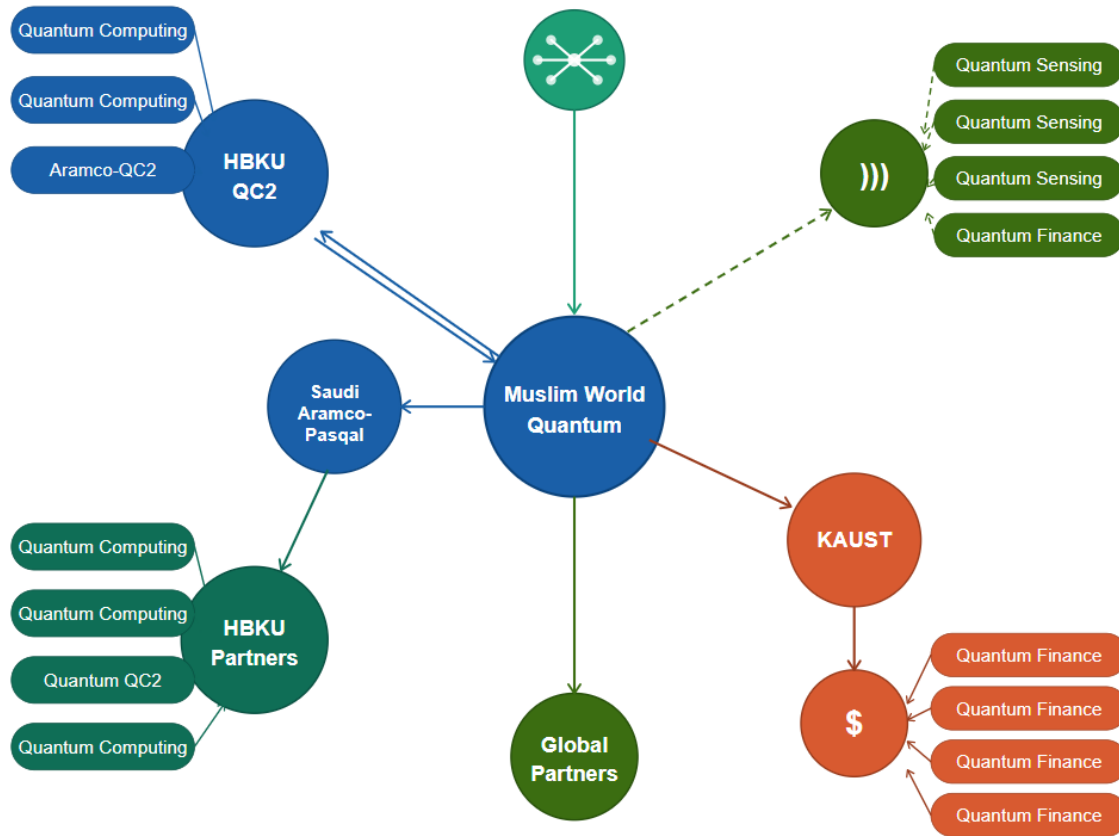 Quantum Computing
Quantum Computing
Aramco-QC2
HBKU
QC2
)))
Quantum Sensing
Quantum Sensing
Quantum Sensing
Quantum Finance
Saudi
Aramco-
Pasqal
Muslim World
Quantum
KAUST
Quantum Computing
Quantum Computing
Quantum QC2
Quantum Computing
HBKU
Partners
Global
Partners
$
Quantum Finance
Quantum Finance
Quantum Finance
Quantum Finance